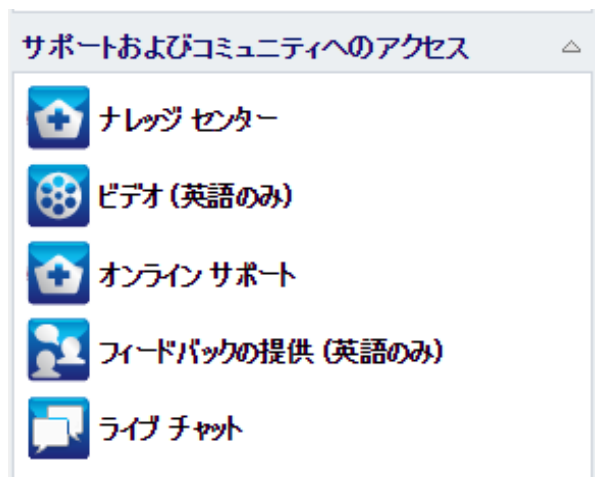 サポートおよびコミュニティへのアクセス
ナレッジ センター
ビデオ (英語のみ)
オンライン サポート
フィードバックの提供 (英語のみ)
ライブ チャット